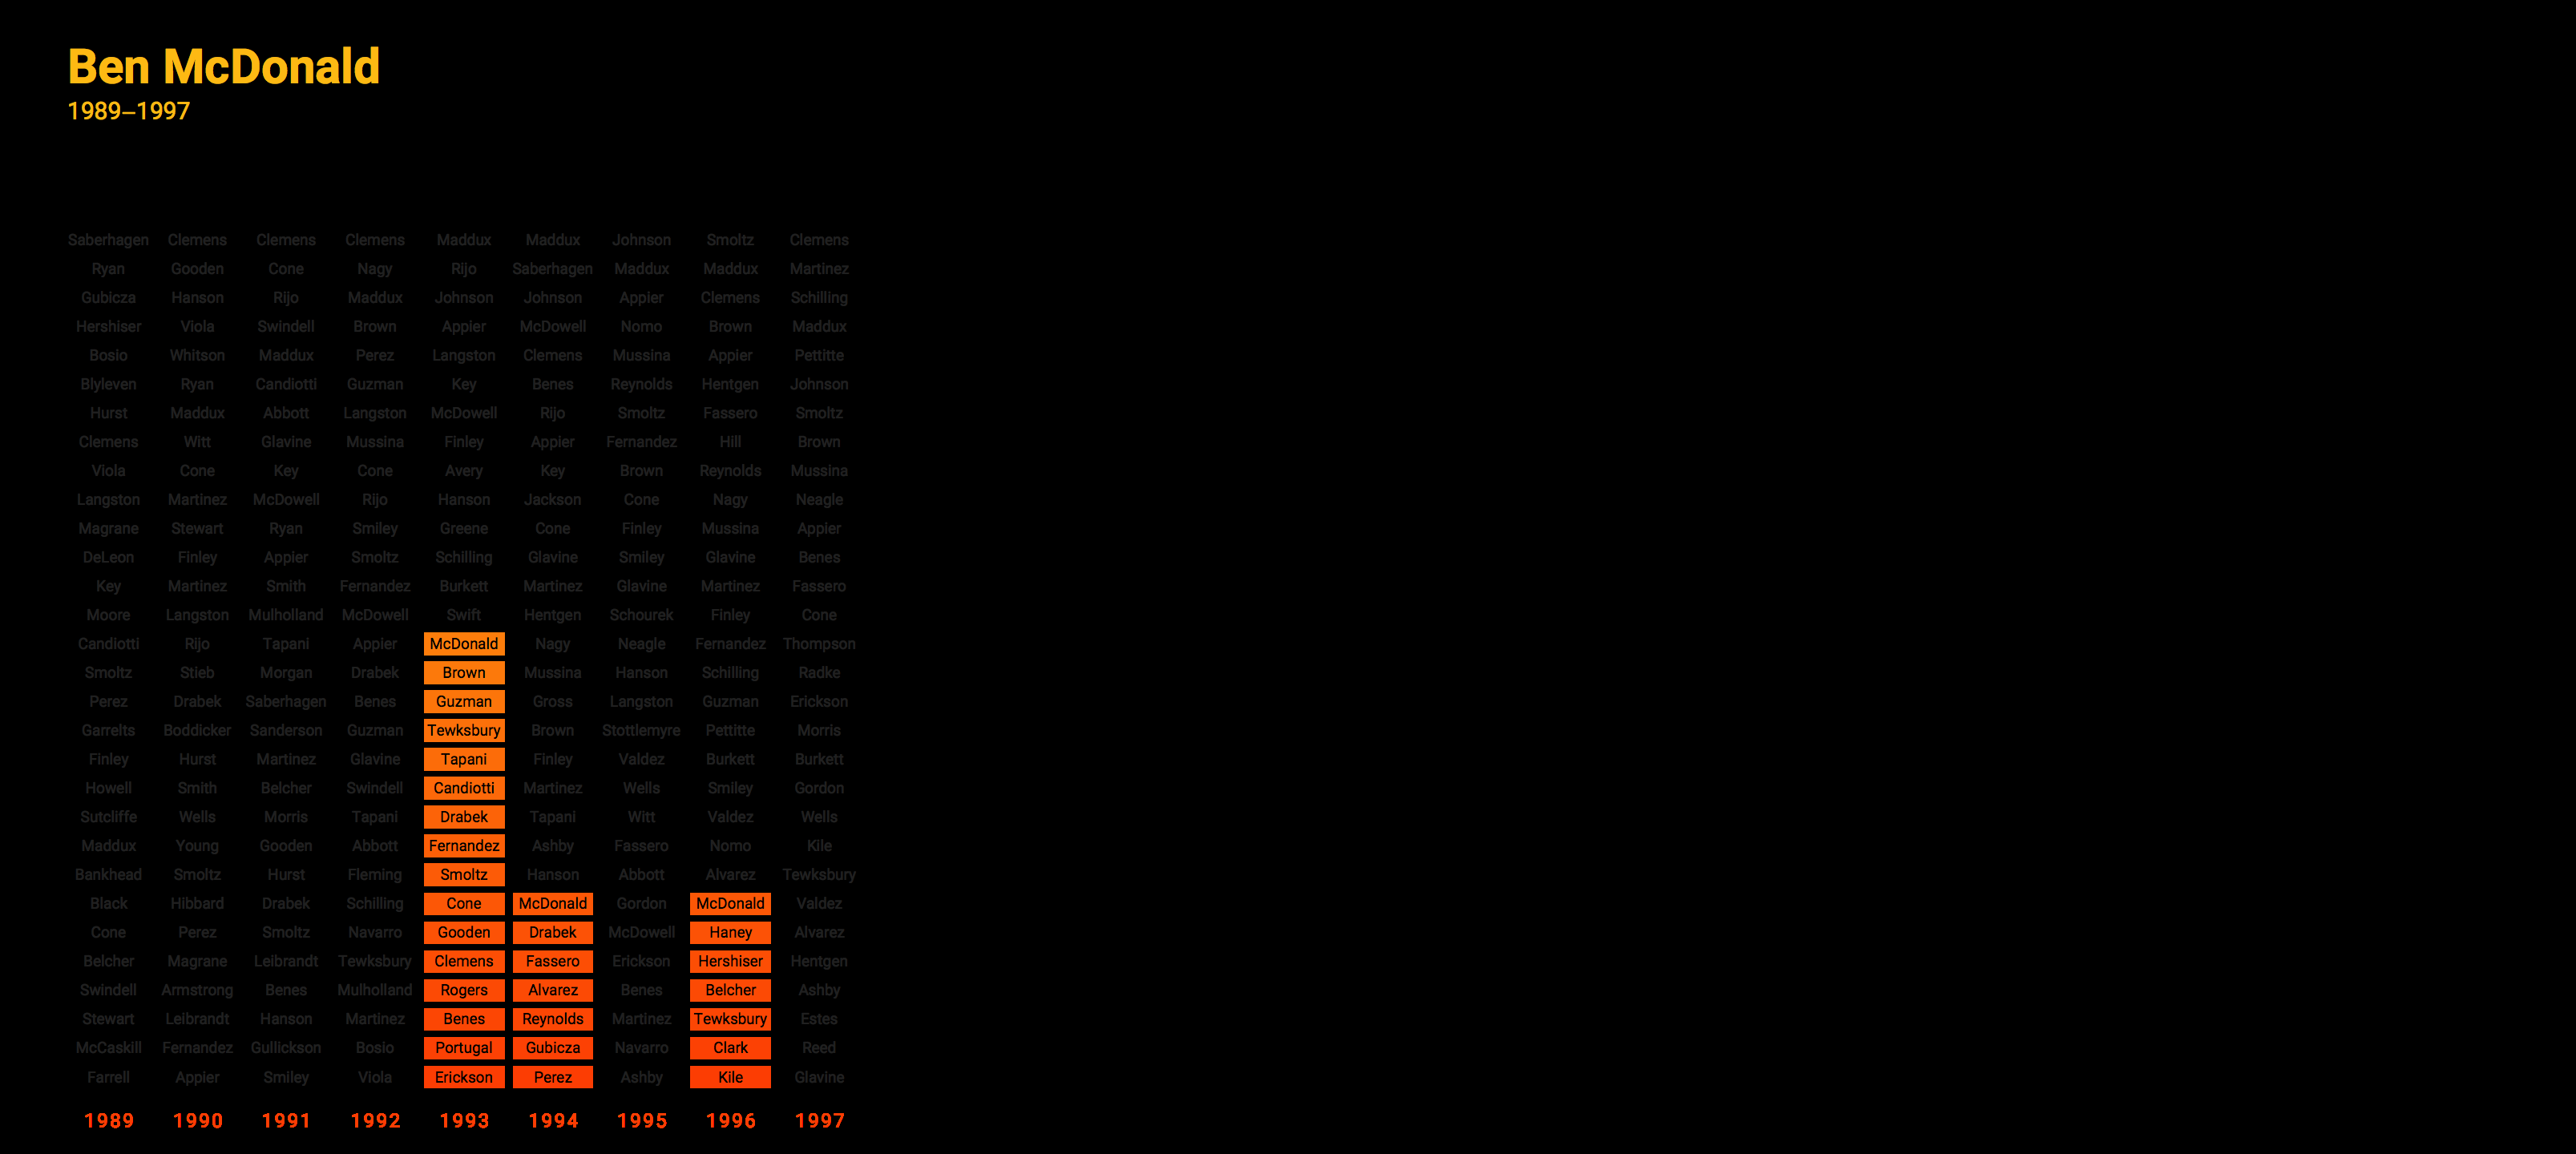 Ben McDonald
1989–1997
Saberhagen Clemens Clemens Clemens Maddux Maddux Johnson Smoltz Clemens
Ryan Gooden Cone Nagy Rijo Saberhagen Maddux Maddux Martinez
Gubicza Hanson Rijo Maddux Johnson Johnson Appier Clemens Schilling
Hershiser Viola Swindell Brown Appier McDowell Nomo Brown Maddux
Bosio Whitson Maddux Perez Langston Clemens Mussina Appier Pettitte
Blyleven Ryan Candiotti Guzman Key Benes Reynolds Hentgen Johnson
Hurst Maddux Abbott Langston McDowell Rijo Smoltz Fassero Smoltz
Clemens Witt Glavine Mussina Finley Appier Fernandez Hill Brown
Viola Cone Key Cone Avery Key Brown Reynolds Mussina
Langston Martinez McDowell Rijo Hanson Jackson Cone Nagy Neagle
Magrane Stewart Ryan Smiley Greene Cone Finley Mussina Appier
DeLeon Finley Appier Smoltz Schilling Glavine Smiley Glavine Benes
Key Martinez Smith Fernandez Burkett Martinez Glavine Martinez Fassero
Moore Langston Mulholland McDowell Swift Hentgen Schourek Finley Cone
Candiotti Rijo Tapani Appier McDonald Nagy Neagle Fernandez Thompson
Smoltz Stieb Morgan Drabek Brown Mussina Hanson Schilling Radke
Perez Drabek Saberhagen Benes Guzman Gross Langston Guzman Erickson
Garrelts Boddicker Sanderson Guzman Tewksbury Brown Stottlemyre Pettitte Morris
Finley Hurst Martinez Glavine Tapani Finley Valdez Burkett Burkett
Howell Smith Belcher Swindell Candiotti Martinez Wells Smiley Gordon
Sutcliffe Wells Morris Tapani Drabek Tapani Witt Valdez Wells
Maddux Young Gooden Abbott Fernandez Ashby Fassero Nomo Kile
Bankhead Smoltz Hurst Fleming Smoltz Hanson Abbott Alvarez Tewksbury
Black Hibbard Drabek Schilling Cone McDonald Gordon McDonald Valdez
Cone Perez Smoltz Navarro Gooden Drabek McDowell Haney Alvarez
Belcher Magrane Leibrandt Tewksbury Clemens Fassero Erickson Hershiser Hentgen
Swindell Armstrong Benes Mulholland Rogers Alvarez Benes Belcher Ashby
Stewart Leibrandt Hanson Martinez Benes Reynolds Martinez Tewksbury Estes
McCaskill Fernandez Gullickson Bosio Portugal Gubicza Navarro Clark Reed
Farrell Appier Smiley Viola Erickson Perez Ashby Kile Glavine
1989 1990 1991 1992 1993 1994 1995 1996 1997